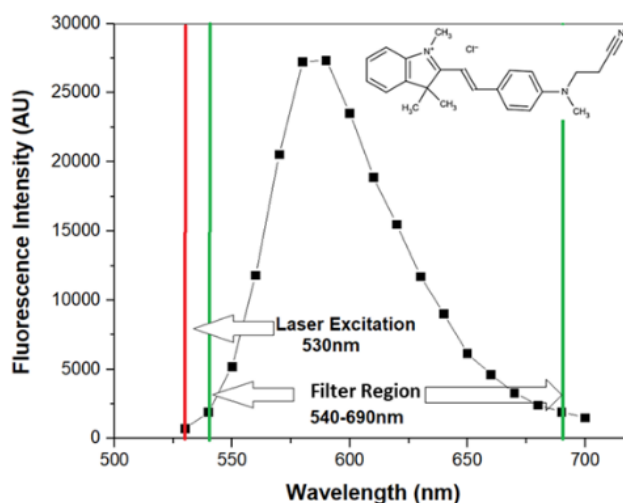 30000
25000
20000
15000
10000
5000
0
Fluorescence Intensity (AU)
CH₃
N⁺
Cl⁻
H₃C
CH₃
N
CH₃
N
Laser Excitation
530nm
Filter Region
540-690nm
500
550
600
650
700
Wavelength (nm)